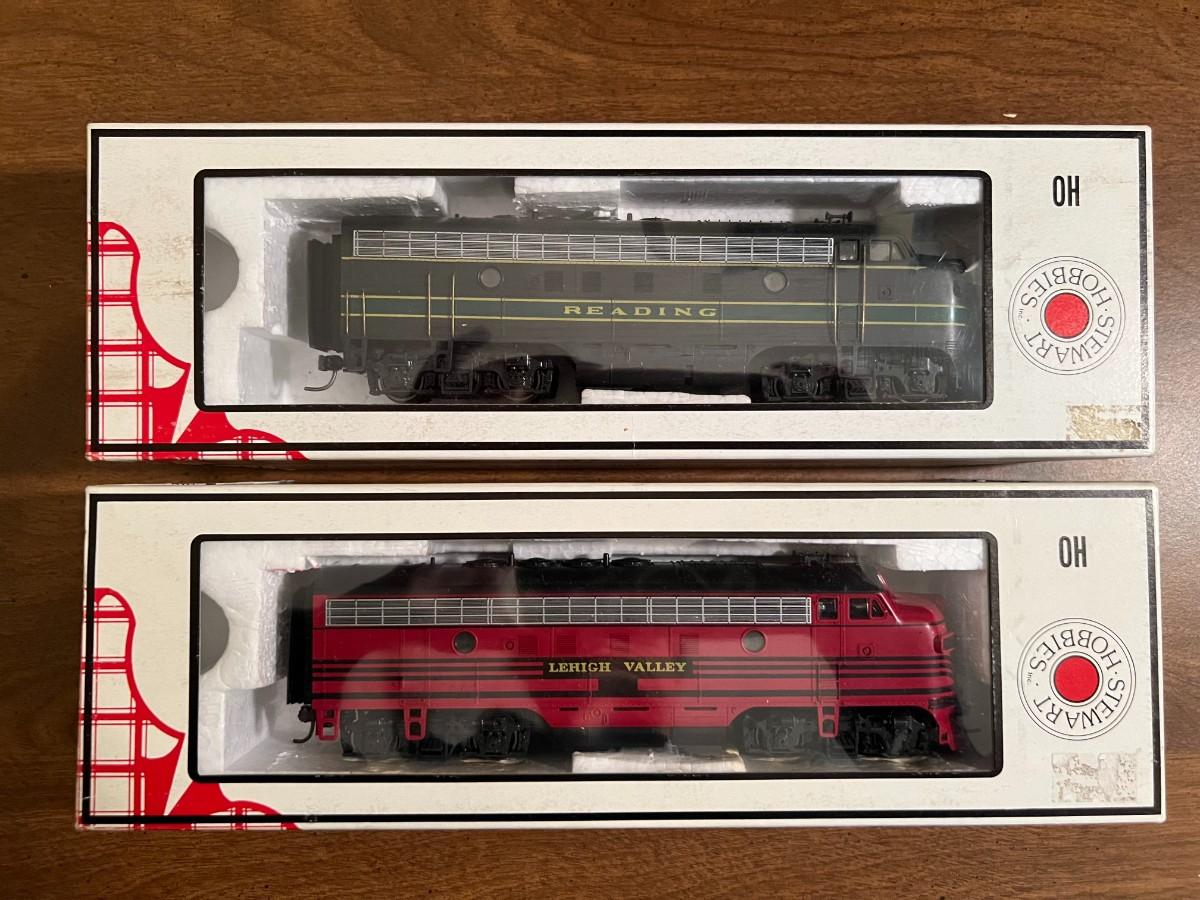 HO
STEWART · HOBBIES · Inc.
READING
HO
STEWART · HOBBIES · Inc.
LEHIGH VALLEY